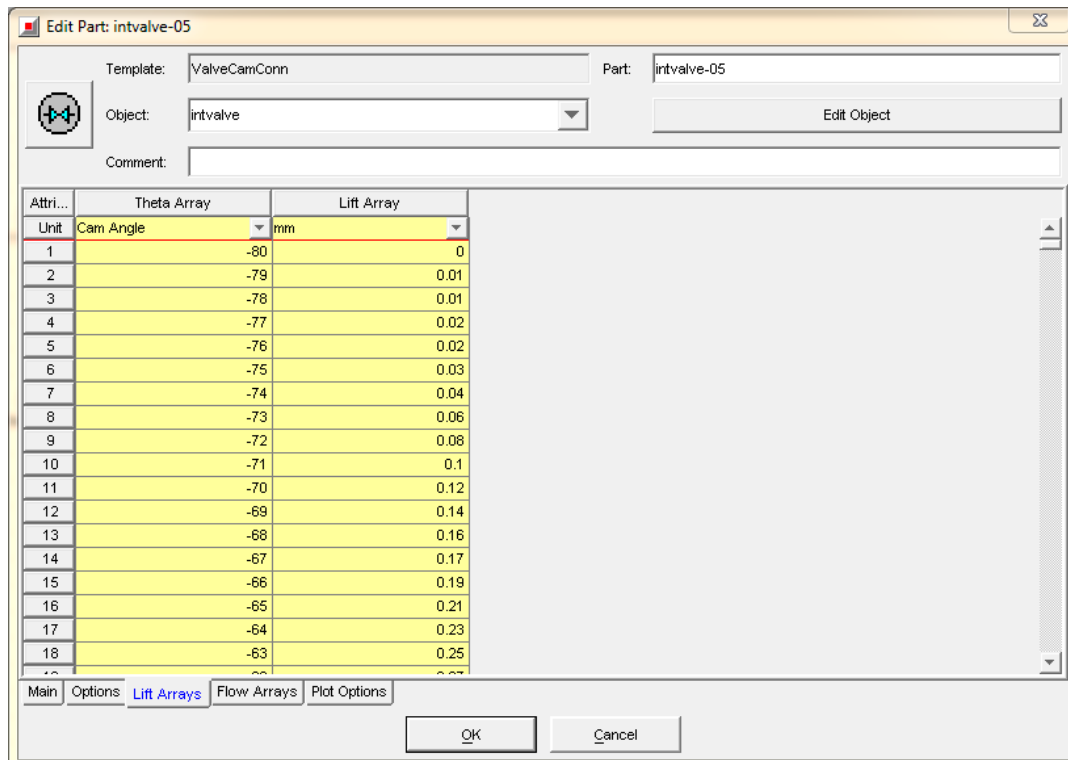 Edit Part: intvalve-05
Template: ValveCamConn Part: intvalve-05
Object: intvalve Edit Object
Comment:
Attri... Theta Array Lift Array
Unit Cam Angle mm
1 -80 0
2 -79 0.01
3 -78 0.01
4 -77 0.02
5 -76 0.02
6 -75 0.03
7 -74 0.04
8 -73 0.06
9 -72 0.08
10 -71 0.1
11 -70 0.12
12 -69 0.14
13 -68 0.16
14 -67 0.17
15 -66 0.19
16 -65 0.21
17 -64 0.23
18 -63 0.25
Main Options Lift Arrays Flow Arrays Plot Options
OK Cancel